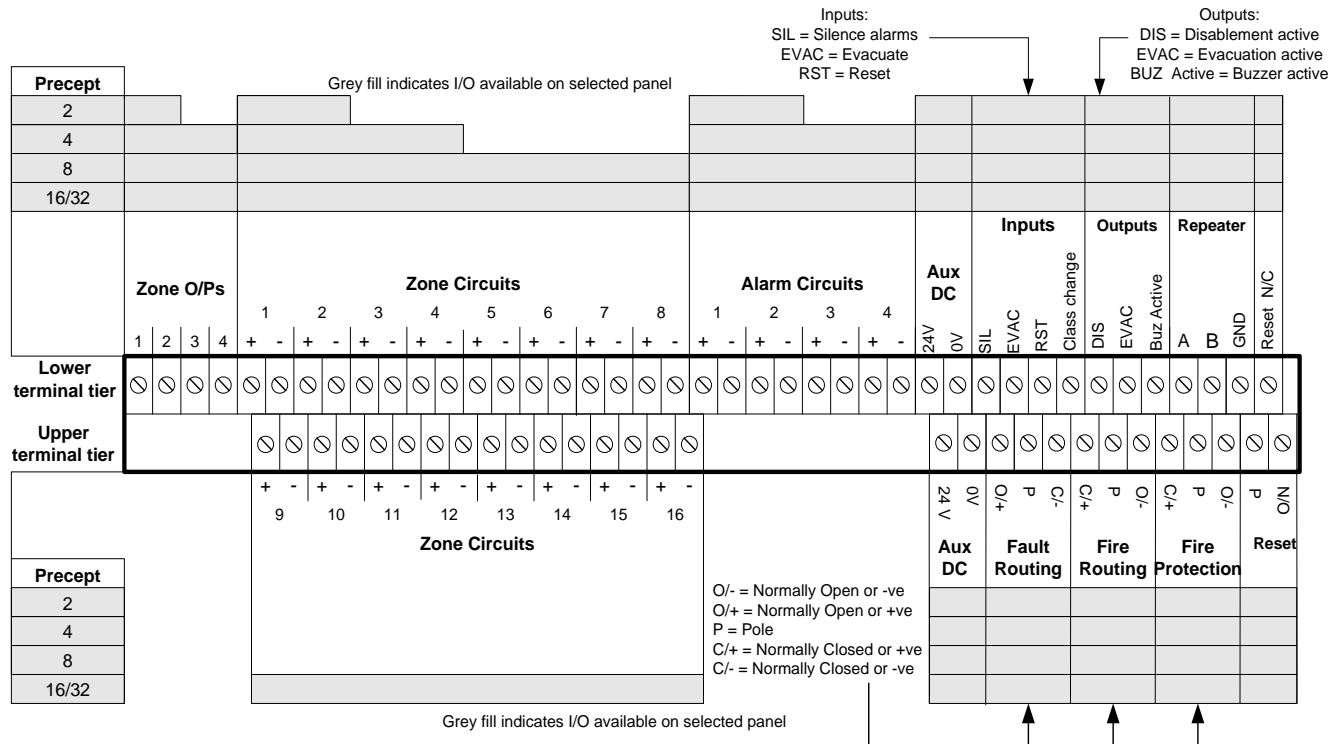 Inputs:
SIL = Silence alarms
EVAC = Evacuate
RST = Reset
Outputs:
DIS = Disablement active
EVAC = Evacuation active
BUZ Active = Buzzer active
Grey fill indicates I/O available on selected panel
Precept
2
4
8
16/32
Inputs Outputs Repeater
Zone O/Ps Zone Circuits Alarm Circuits Aux DC
1 2 3 4 5 6 7 8 1 2 3 4
1 2 3 4 + - + - + - + - + - + - + - + - + - + - + - + - 24V 0V SIL EVAC RST Class change DIS EVAC Buz Active A B GND Reset N/C
Lower
terminal tier
Upper
terminal tier
+ - + - + - + - + - + - + - + - 24 V 0V O/+ P C/- C/+ P O/- C/+ P O/- P N/O
9 10 11 12 13 14 15 16
Zone Circuits
Aux DC
Fault Routing
Fire Routing
Fire Protection
Reset
Precept
2
4
8
16/32
O/- = Normally Open or -ve
O/+ = Normally Open or +ve
P = Pole
C/+ = Normally Closed or +ve
C/- = Normally Closed or -ve
Grey fill indicates I/O available on selected panel